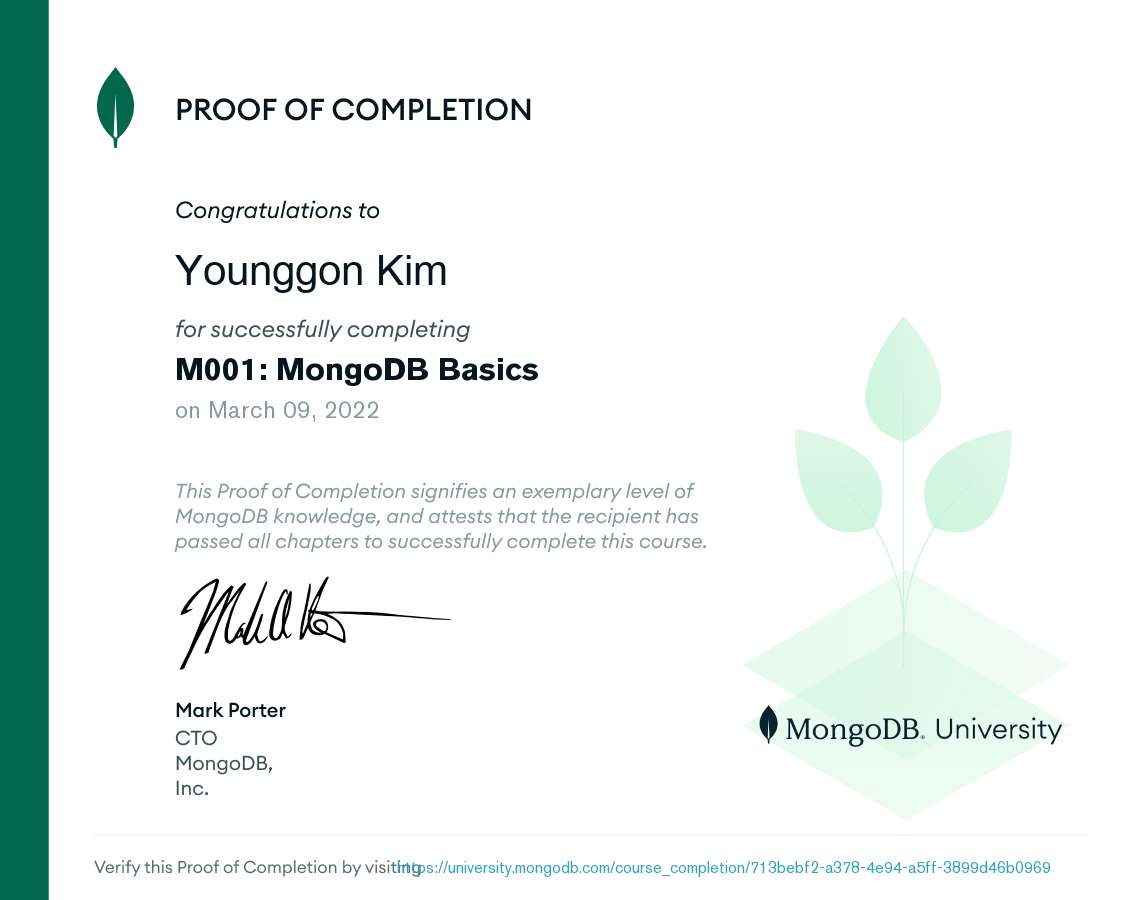 PROOF OF COMPLETION
Congratulations to
Younggon Kim
for successfully completing
M001: MongoDB Basics
on March 09, 2022
This Proof of Completion signifies an exemplary level of
MongoDB knowledge, and attests that the recipient has
passed all chapters to successfully complete this course.
Mark Porter
CTO
MongoDB,
Inc.
MongoDB. University
Verify this Proof of Completion by visiting https://university.mongodb.com/course_completion/713bebf2-a378-4e94-a5ff-3899d46b0969